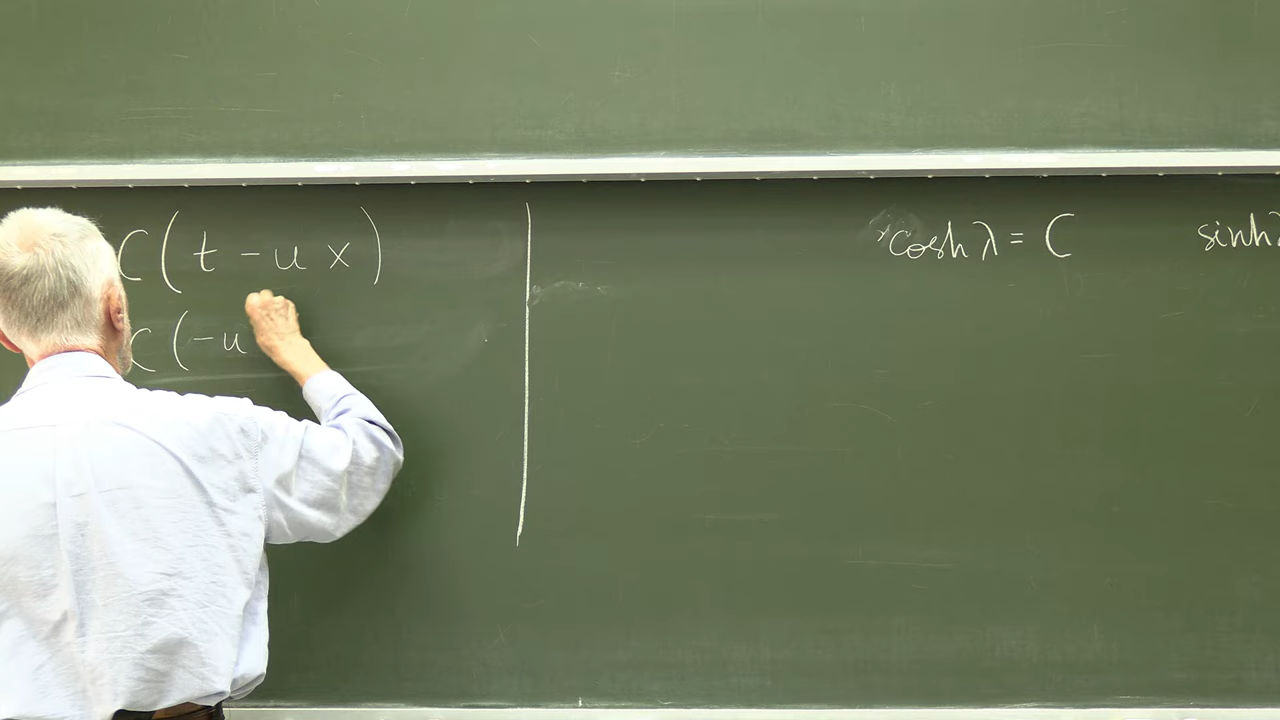 C(t - u x)
C(-u
cosh λ = C
sinh λ